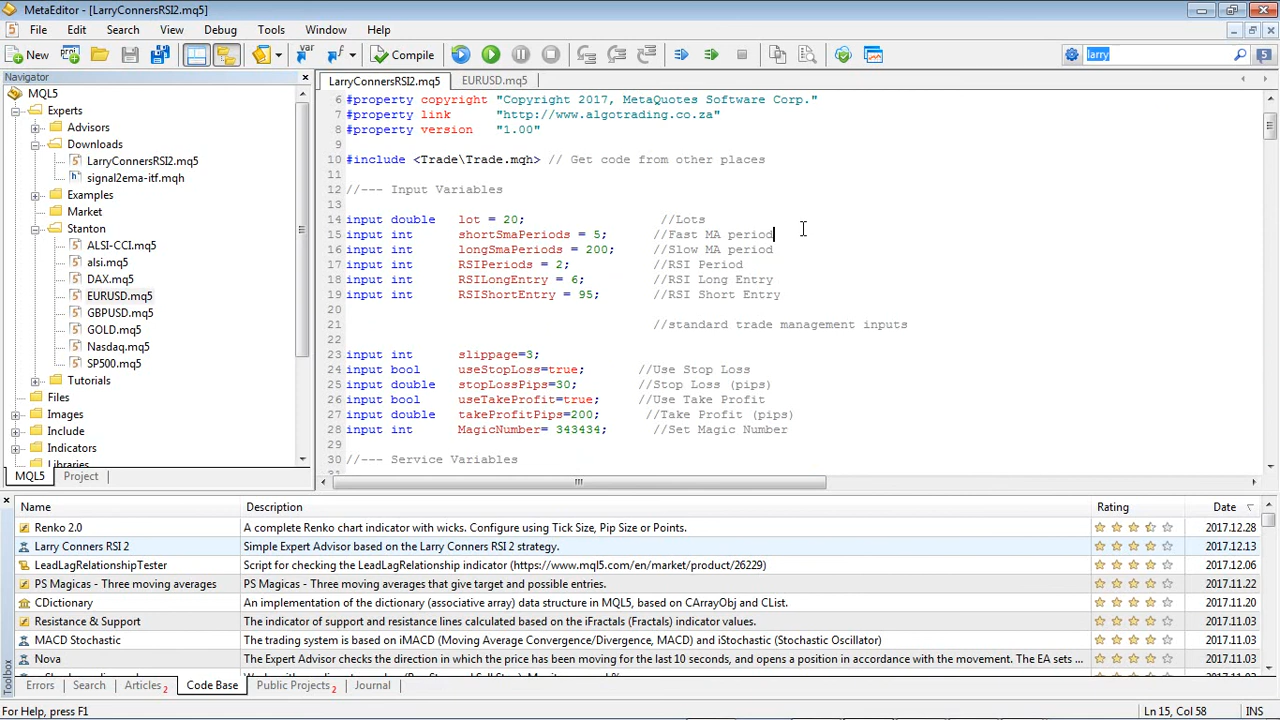 MetaEditor - [LarryConnersRSI2.mq5]
File Edit Search View Debug Tools Window Help
New Compile larry 5
Navigator
MQL5
Experts
Advisors
Downloads
LarryConnersRSI2.mq5
signal2ema-itf.mqh
Examples
Market
Stanton
ALSI-CCI.mq5
alsi.mq5
DAX.mq5
EURUSD.mq5
GBPUSD.mq5
GOLD.mq5
Nasdaq.mq5
SP500.mq5
Tutorials
Files
Images
Include
Indicators
Libraries
MQL5 Project
LarryConnersRSI2.mq5 EURUSD.mq5
6 #property copyright "Copyright 2017, MetaQuotes Software Corp."
7 #property link "http://www.algotrading.co.za"
8 #property version "1.00"
9
10 #include <Trade\Trade.mqh> // Get code from other places
11
12 //--- Input Variables
13
14 input double lot = 20; //Lots
15 input int shortSmaPeriods = 5; //Fast MA period
16 input int longSmaPeriods = 200; //Slow MA period
17 input int RSIPeriods = 2; //RSI Period
18 input int RSILongEntry = 6; //RSI Long Entry
19 input int RSIShortEntry = 95; //RSI Short Entry
20
21 //standard trade management inputs
22
23 input int slippage=3;
24 input bool useStopLoss=true; //Use Stop Loss
25 input double stopLossPips=30; //Stop Loss (pips)
26 input bool useTakeProfit=true; //Use Take Profit
27 input double takeProfitPips=200; //Take Profit (pips)
28 input int MagicNumber= 343434; //Set Magic Number
29
30 //--- Service Variables
Name Description Rating Date
Renko 2.0 A complete Renko chart indicator with wicks. Configure using Tick Size, Pip Size or Points. 2017.12.28
Larry Conners RSI 2 Simple Expert Advisor based on the Larry Conners RSI 2 strategy. 2017.12.13
LeadLagRelationshipTester Script for checking the LeadLagRelationship indicator (https://www.mql5.com/en/market/product/26229) 2017.12.06
PS Magicas - Three moving averages PS Magicas - Three moving averages that give target and possible entries. 2017.11.22
CDictionary An implementation of the dictionary (associative array) data structure in MQL5, based on CArrayObj and CList. 2017.11.20
Resistance & Support The indicator of support and resistance lines calculated based on the iFractals (Fractals) indicator values. 2017.11.03
MACD Stochastic The trading system is based on iMACD (Moving Average Convergence/Divergence, MACD) and iStochastic (Stochastic Oscillator) 2017.11.03
Nova The Expert Advisor checks the direction in which the price has been moving for the last 10 seconds, and opens a position in accordance with the movement. The EA sets ... 2017.11.03
Toolbox
Errors Search Articles 2 Code Base Public Projects 2 Journal
For Help, press F1 Ln 15, Col 58 INS